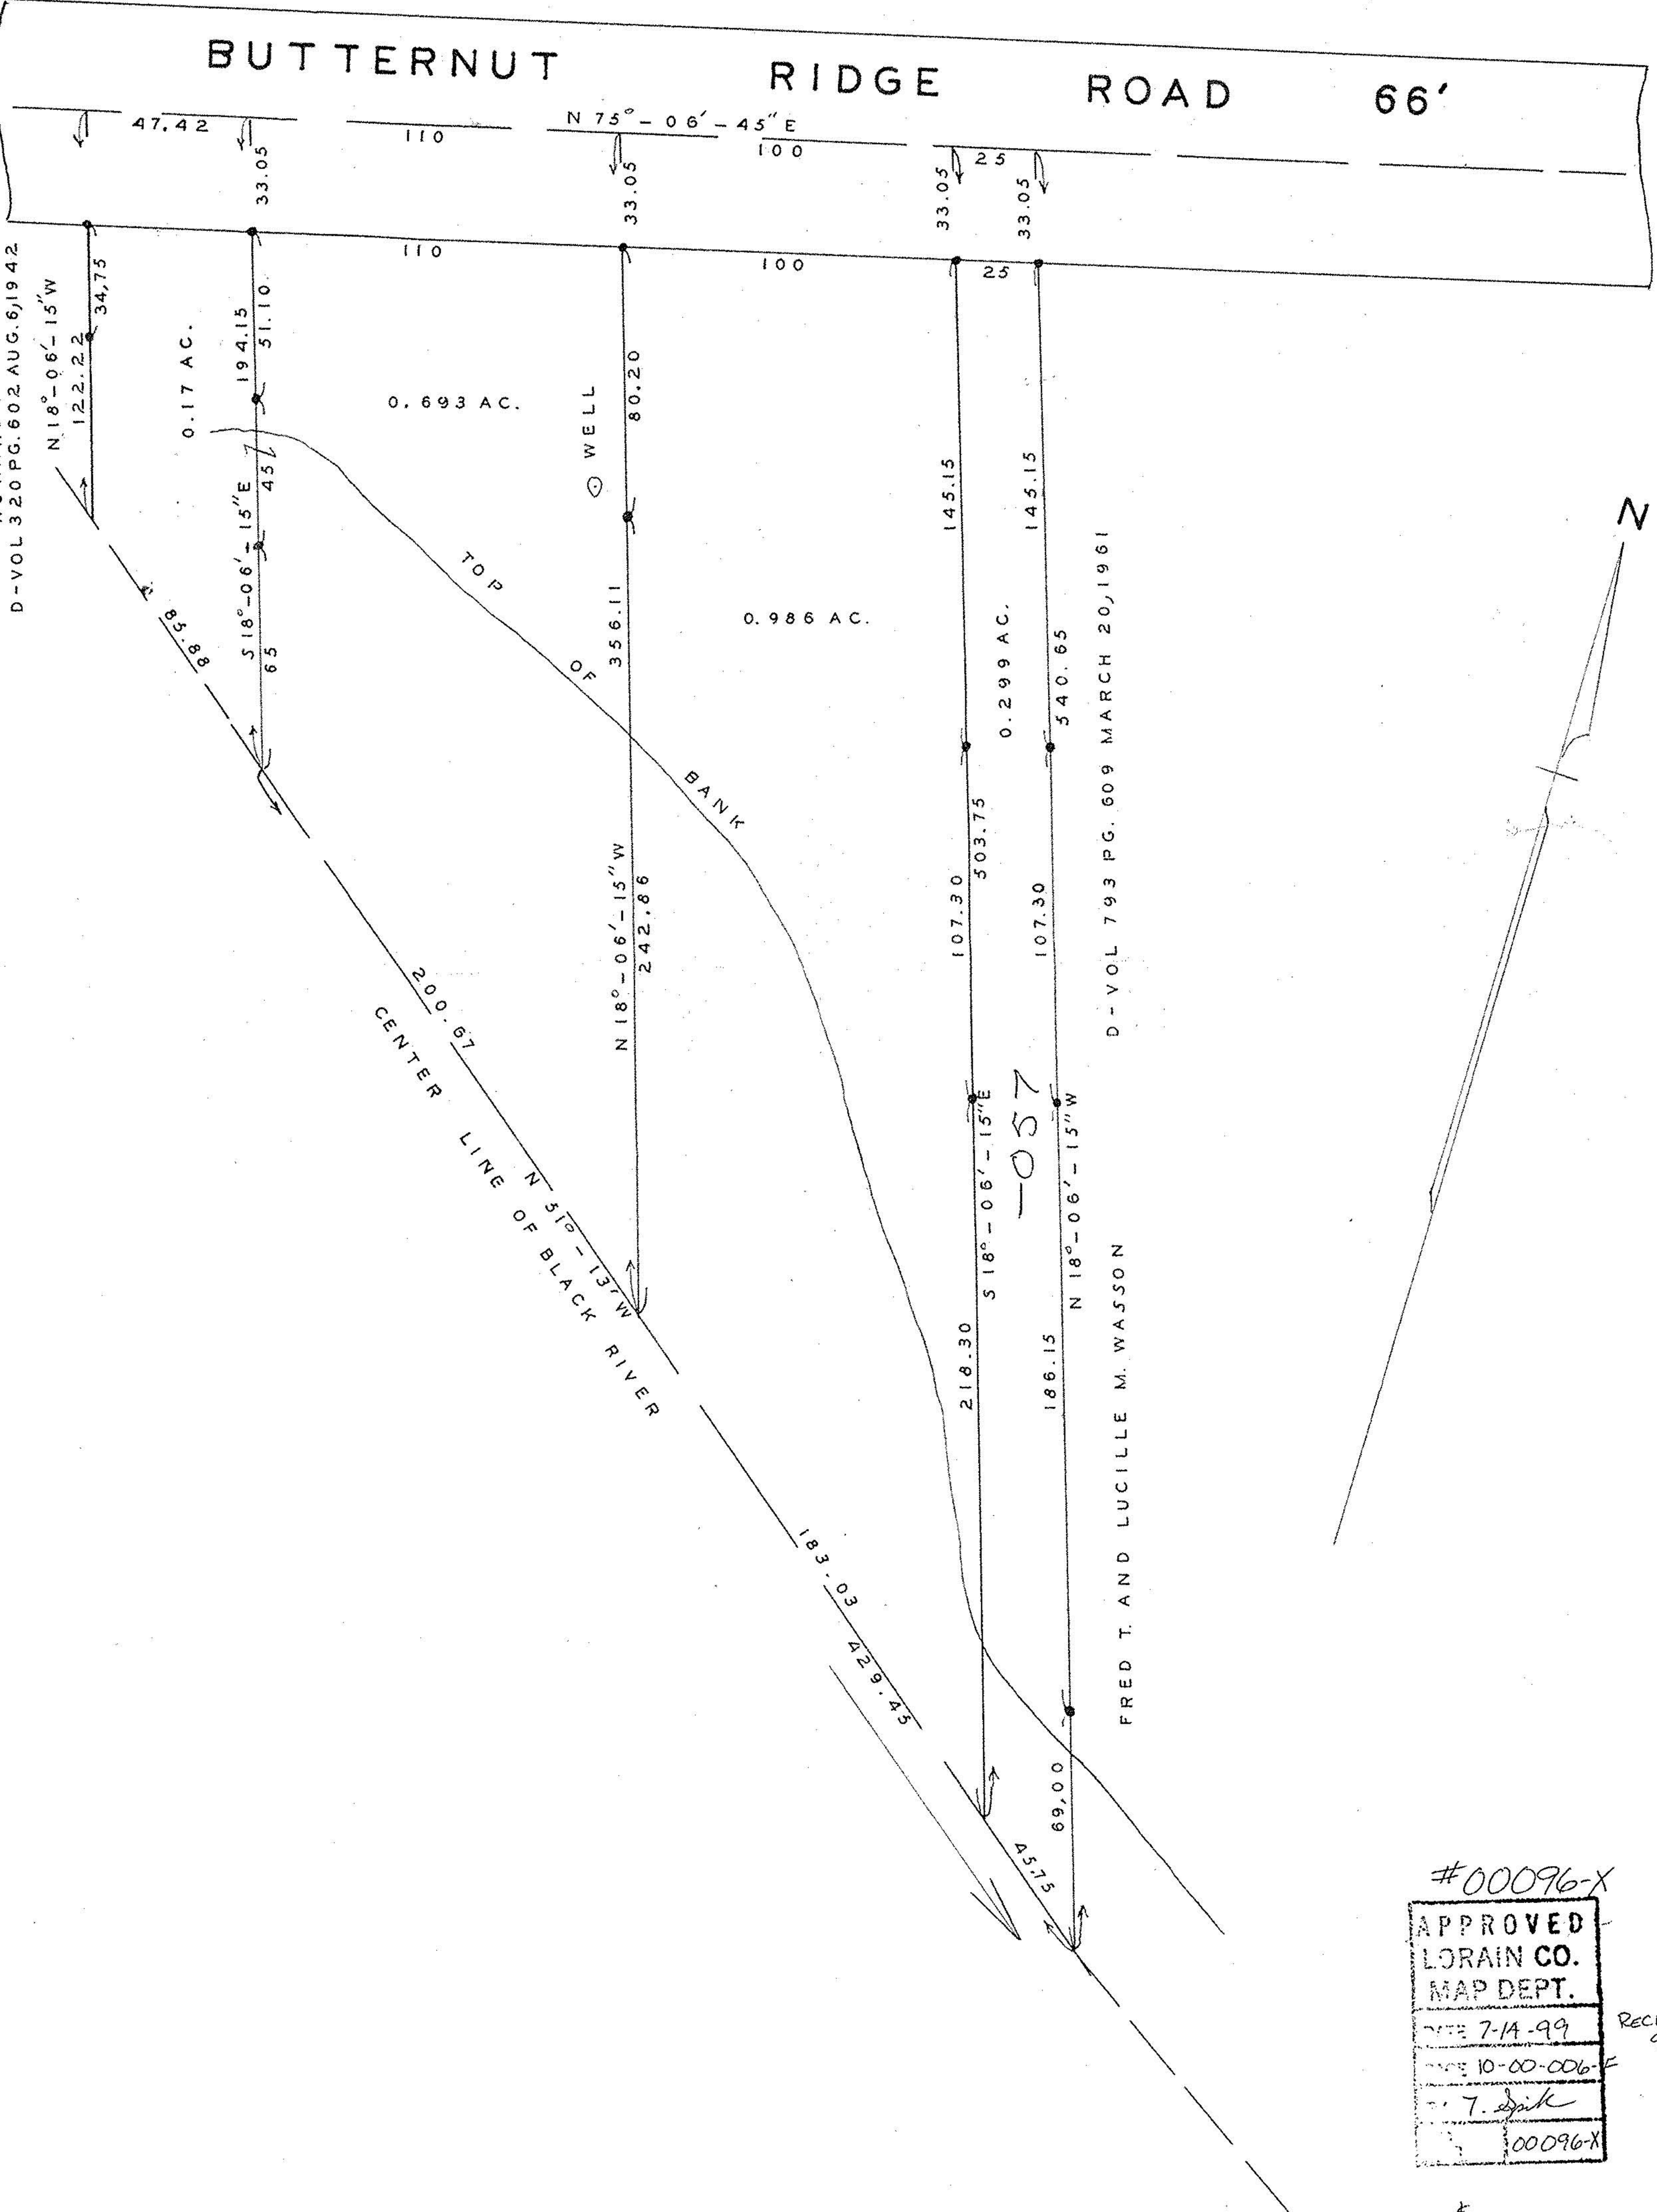 BUTTERNUT RIDGE ROAD 66'
N 75°-06'-45" E
47.42
110
100
25
33.05
33.05
33.05
33.05
110
100
25
D-VOL 320 PG. 602 AUG. 6, 1942
N 18°-06'-15" W
122.22
34,75
0.17 AC.
194.15
51.10
45
S 18°-06'-15" E
65
0.693 AC.
WELL
80.20
356.11
N 18°-06'-15" W
242.86
0.986 AC.
145.15
503.75
107.30
S 18°-06'-15" E
218.30
0.299 AC.
-057
145.15
540.65
107.30
N 18°-06'-15" W
186.15
69,00
D-VOL 793 PG. 609 MARCH 20, 1961
FRED T. AND LUCILLE M. WASSON
TOP OF BANK
N
85.88
200.67
N 51°-13' W
CENTER LINE OF BLACK RIVER
183.03
429.45
45.75
#00096-X
APPROVED
LORAIN CO.
MAP DEPT.
DATE 7-14-99
PAGE 10-00-006-F
T. Spik
00096-X